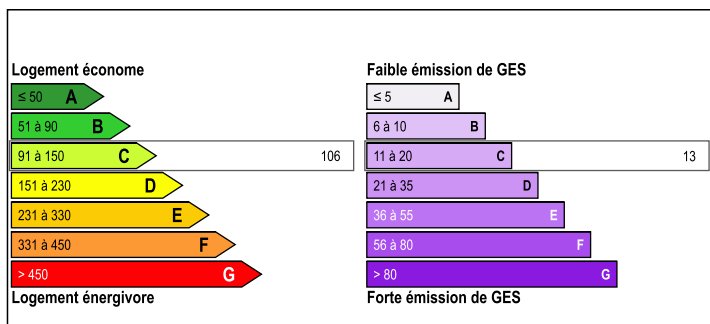 Logement économe
≤ 50 A
51 à 90 B
91 à 150 C 106
151 à 230 D
231 à 330 E
331 à 450 F
> 450 G
Logement énergivore
Faible émission de GES
≤ 5 A
6 à 10 B
11 à 20 C 13
21 à 35 D
36 à 55 E
56 à 80 F
> 80 G
Forte émission de GES